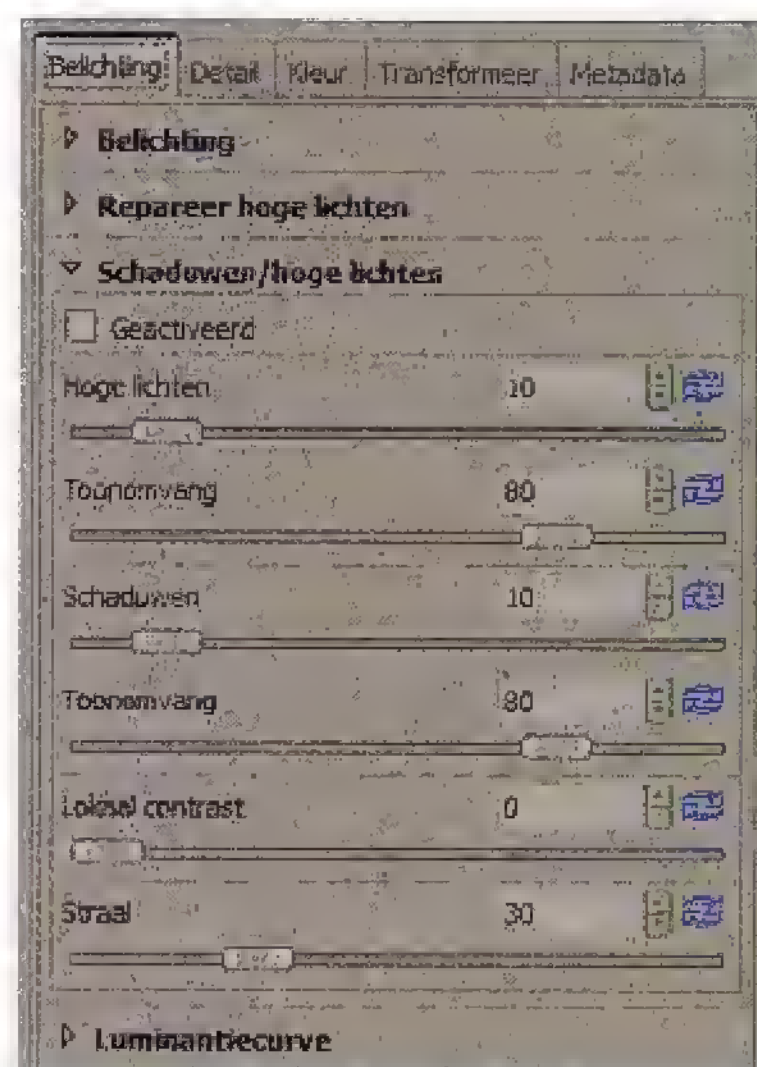 Belichting Detail Kleur Transformeer Metadata
Belichting
Repareer hoge lichten
Schaduwen/hoge lichten
Geactiveerd
Hoge lichten 10
Toonomvang 80
Schaduwen 10
Toonomvang 80
Lokaal contrast 0
Straal 30
Luminantiecurve